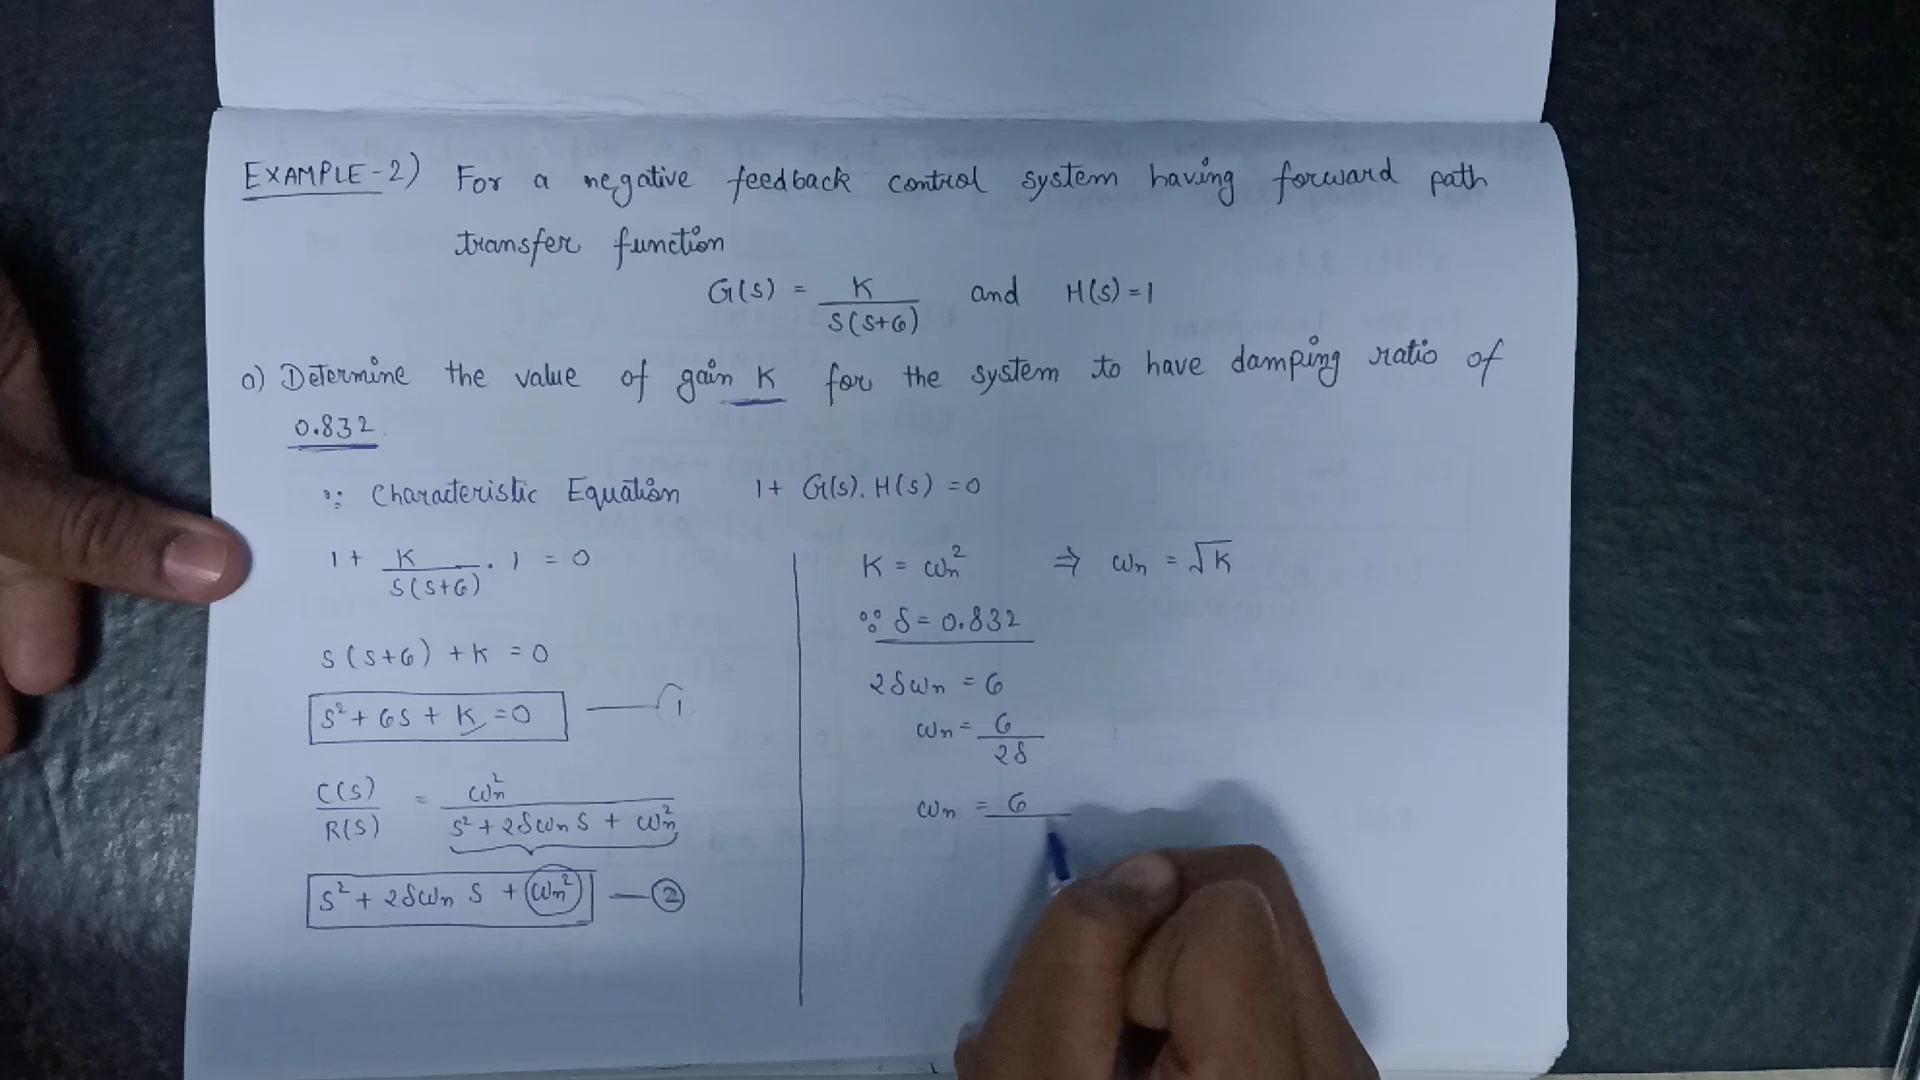 EXAMPLE-2) For a negative feedback control system having forward path
transfer function
G(s) = K / s(s+6) and H(s)=1
a) Determine the value of gain K for the system to have damping ratio of
0.832.
∵ Characteristic Equation 1+ G(s). H(s) = 0
1 + K / s(s+6) . 1 = 0
s(s+6) + K = 0
s² + 6s + K = 0 — 1
C(s) / R(s) = ωn² / s² + 2δωn s + ωn²
s² + 2δωn s + ωn² — 2
K = ωn² ⇒ ωn = √K
∵ δ = 0.832
2δωn = 6
ωn = 6 / 2δ
ωn = 6